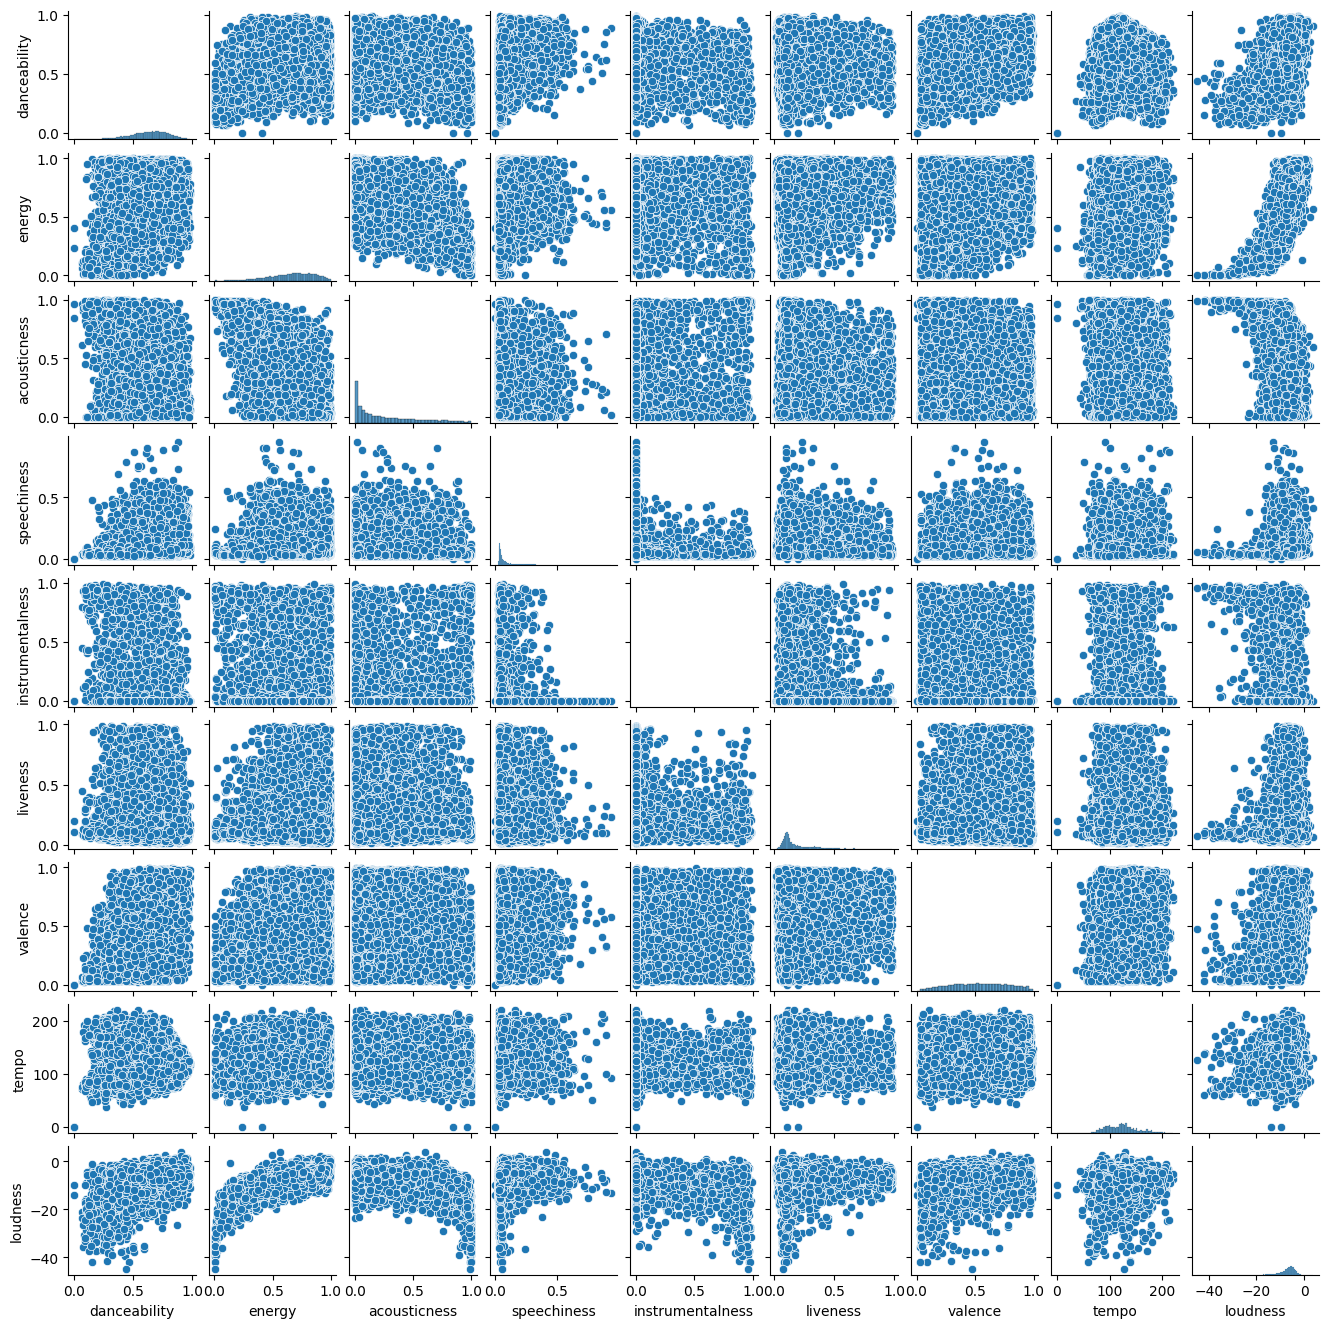 1.0
0.5
0.0
danceability
1.0
0.5
0.0
energy
1.0
0.5
0.0
acousticness
0.5
0.0
speechiness
1.0
0.5
0.0
instrumentalness
1.0
0.5
0.0
liveness
1.0
0.5
0.0
valence
200
100
0
tempo
0
−20
−40
loudness
0.0 0.5 1.0 0.0 0.5 1.0 0.0 0.5 1.0 0.0 0.5 0.0 0.5 1.0 0.0 0.5 1.0 0.0 0.5 1.0 0 100 200 −40 −20 0
danceability energy acousticness speechiness instrumentalness liveness valence tempo loudness